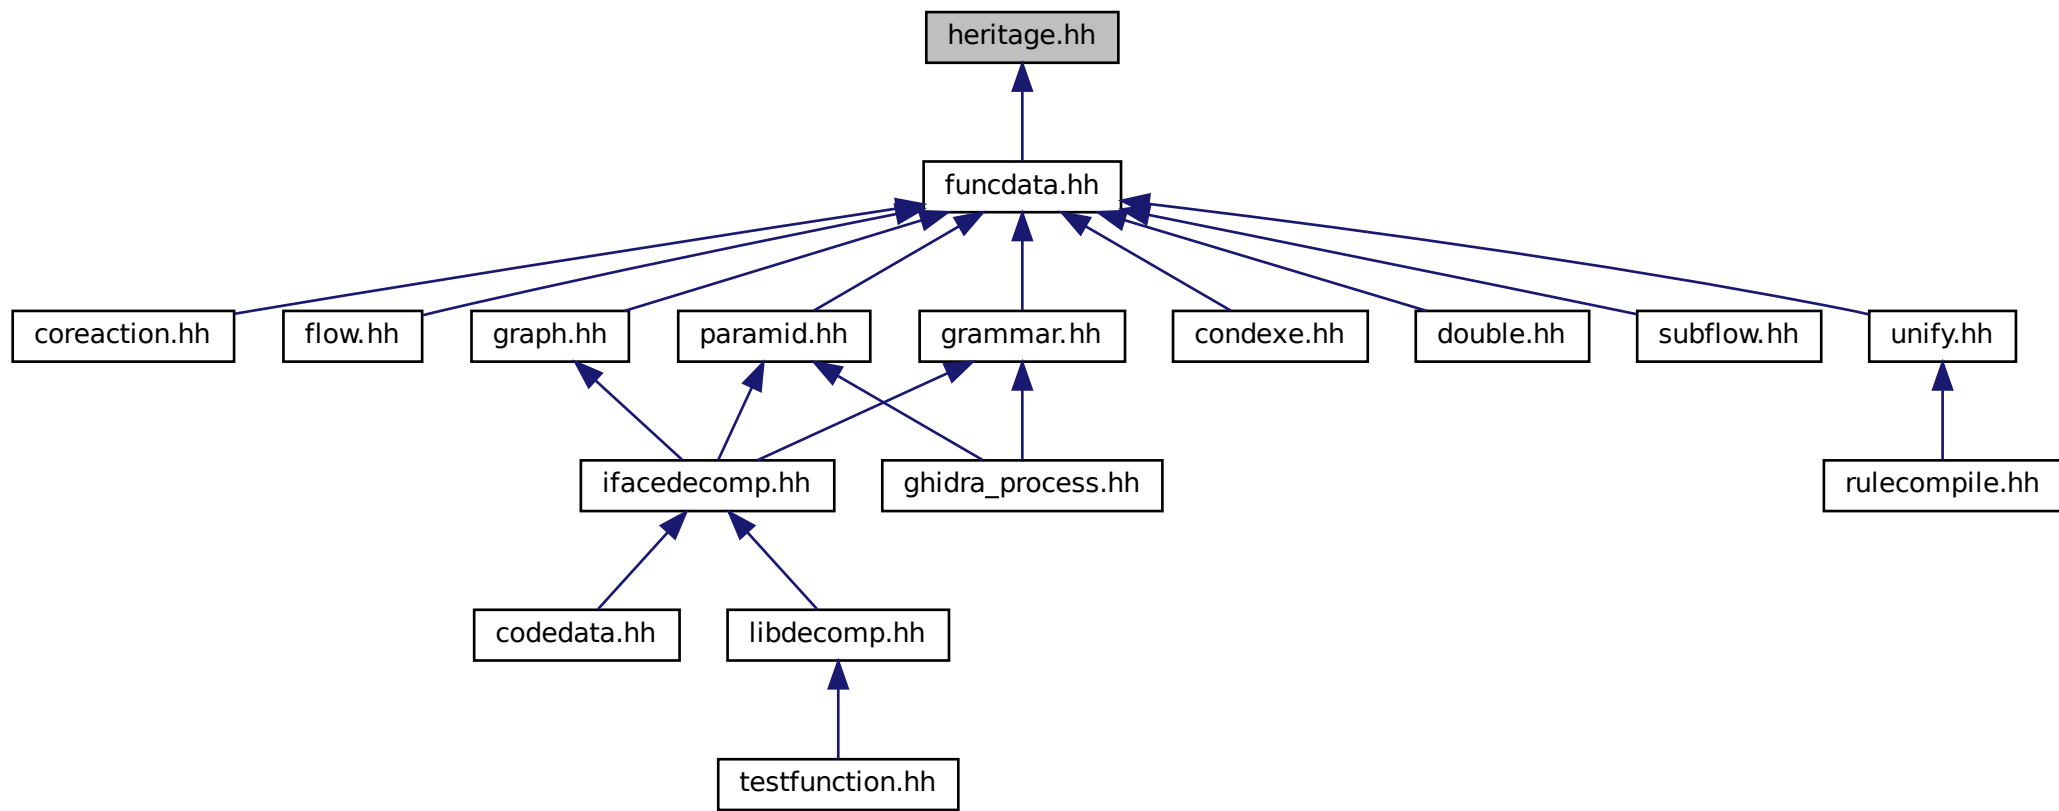 heritage.hh
funcdata.hh
coreaction.hh
flow.hh
graph.hh
paramid.hh
grammar.hh
condexe.hh
double.hh
subflow.hh
unify.hh
ifacedecomp.hh
ghidra_process.hh
rulecompile.hh
codedata.hh
libdecomp.hh
testfunction.hh